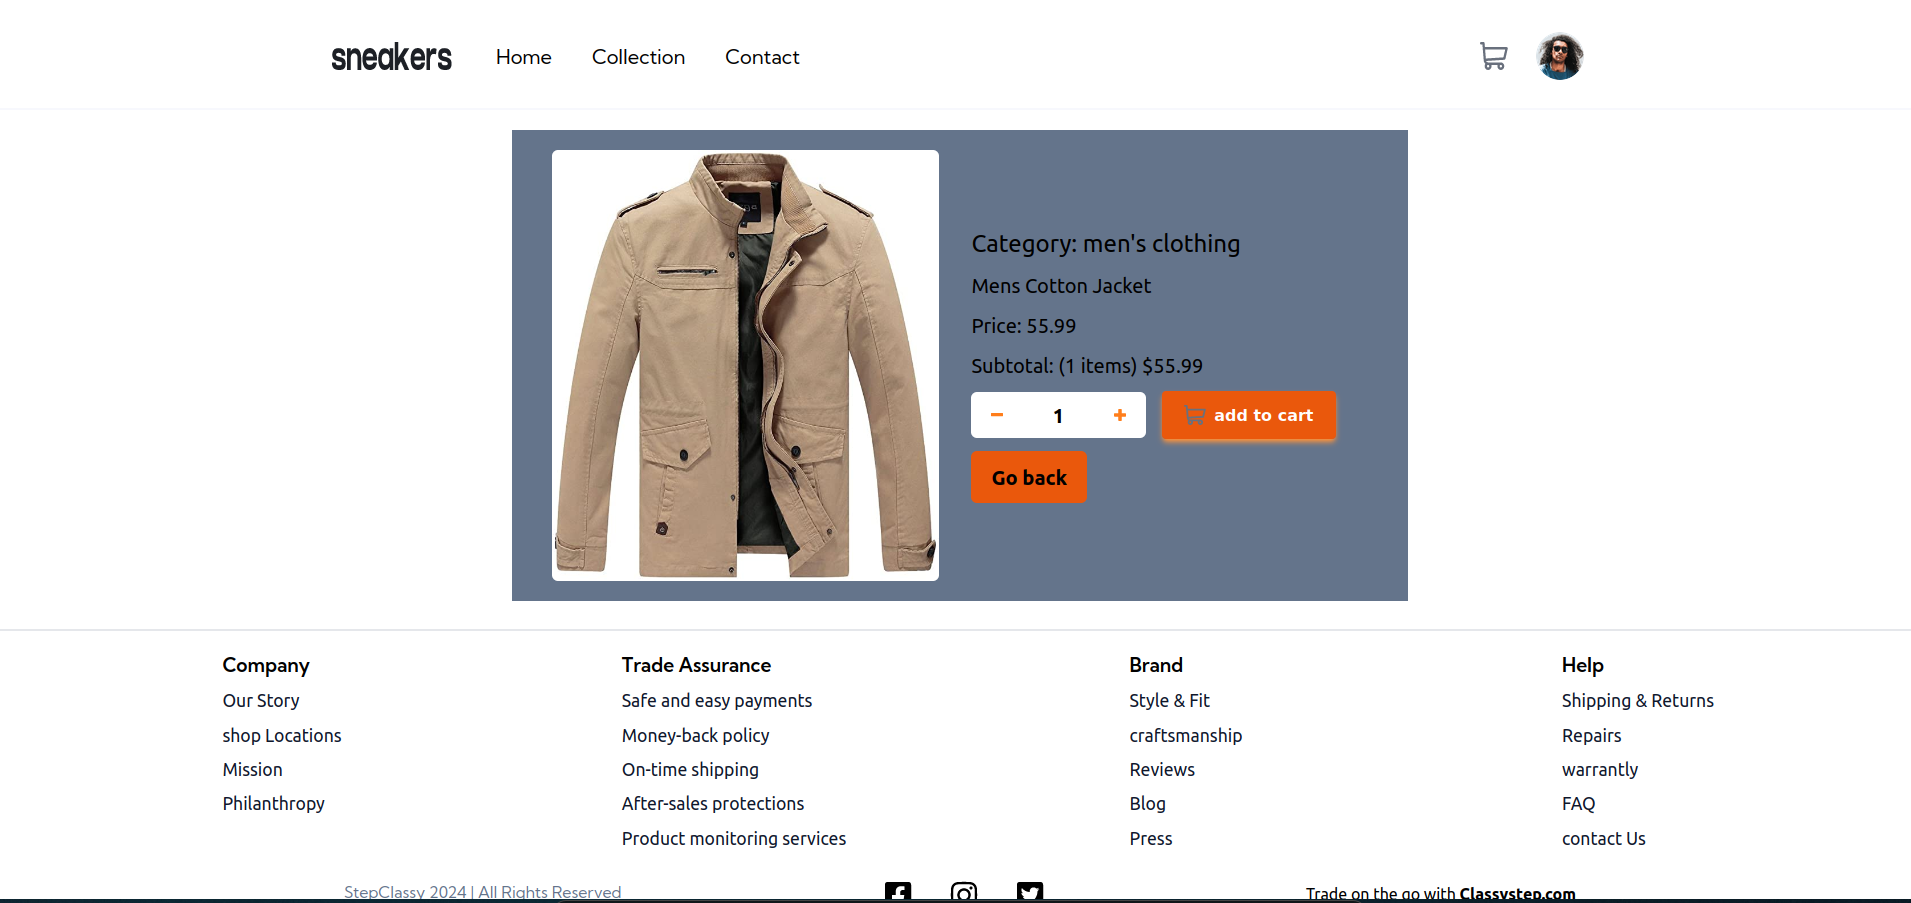 sneakers Home Collection Contact
Category: men's clothing
Mens Cotton Jacket
Price: 55.99
Subtotal: (1 items) $55.99
− 1 + add to cart
Go back
Company
Our Story
shop Locations
Mission
Philanthropy
Trade Assurance
Safe and easy payments
Money-back policy
On-time shipping
After-sales protections
Product monitoring services
Brand
Style & Fit
craftsmanship
Reviews
Blog
Press
Help
Shipping & Returns
Repairs
warrantly
FAQ
contact Us
StepClassy 2024 | All Rights Reserved
Trade on the go with Classystep.com